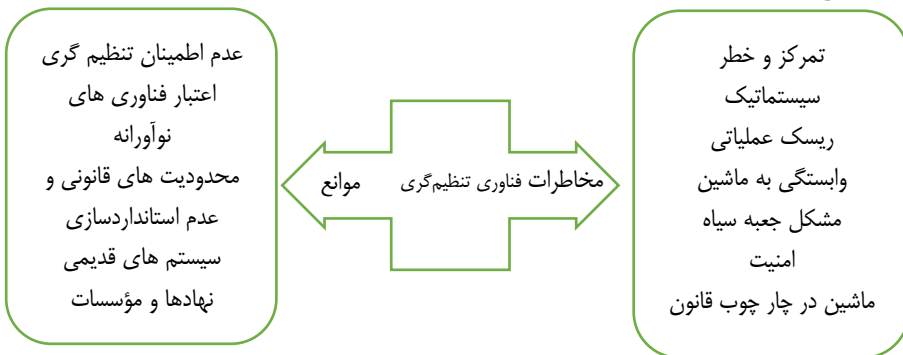 تمرکز و خطر
سیستماتیک
ریسک عملیاتی
وابستگی به ماشین
مشکل جعبه سیاه
امنیت
ماشین در چار چوب قانون
مخاطرات فناوری تنظیم‌گری موانع
عدم اطمینان تنظیم گری
اعتبار فناوری های
نوآورانه
محدودیت های قانونی و
عدم استانداردسازی
سیستم های قدیمی
نهادها و مؤسسات